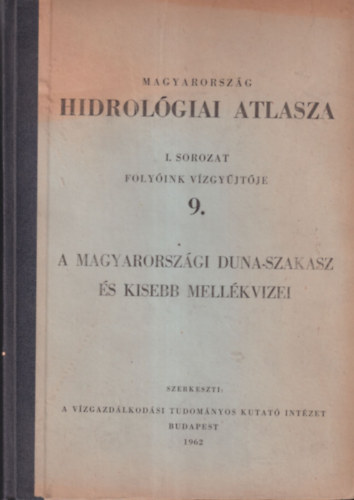 MAGYARORSZÁG
HIDROLÓGIAI ATLASZA
I. SOROZAT
FOLYÓINK VÍZGYŰJTŐJE
9.
A MAGYARORSZÁGI DUNA-SZAKASZ
ÉS KISEBB MELLÉKVIZEI
SZERKESZTI:
A VÍZGAZDÁLKODÁSI TUDOMÁNYOS KUTATÓ INTÉZET
BUDAPEST
1962